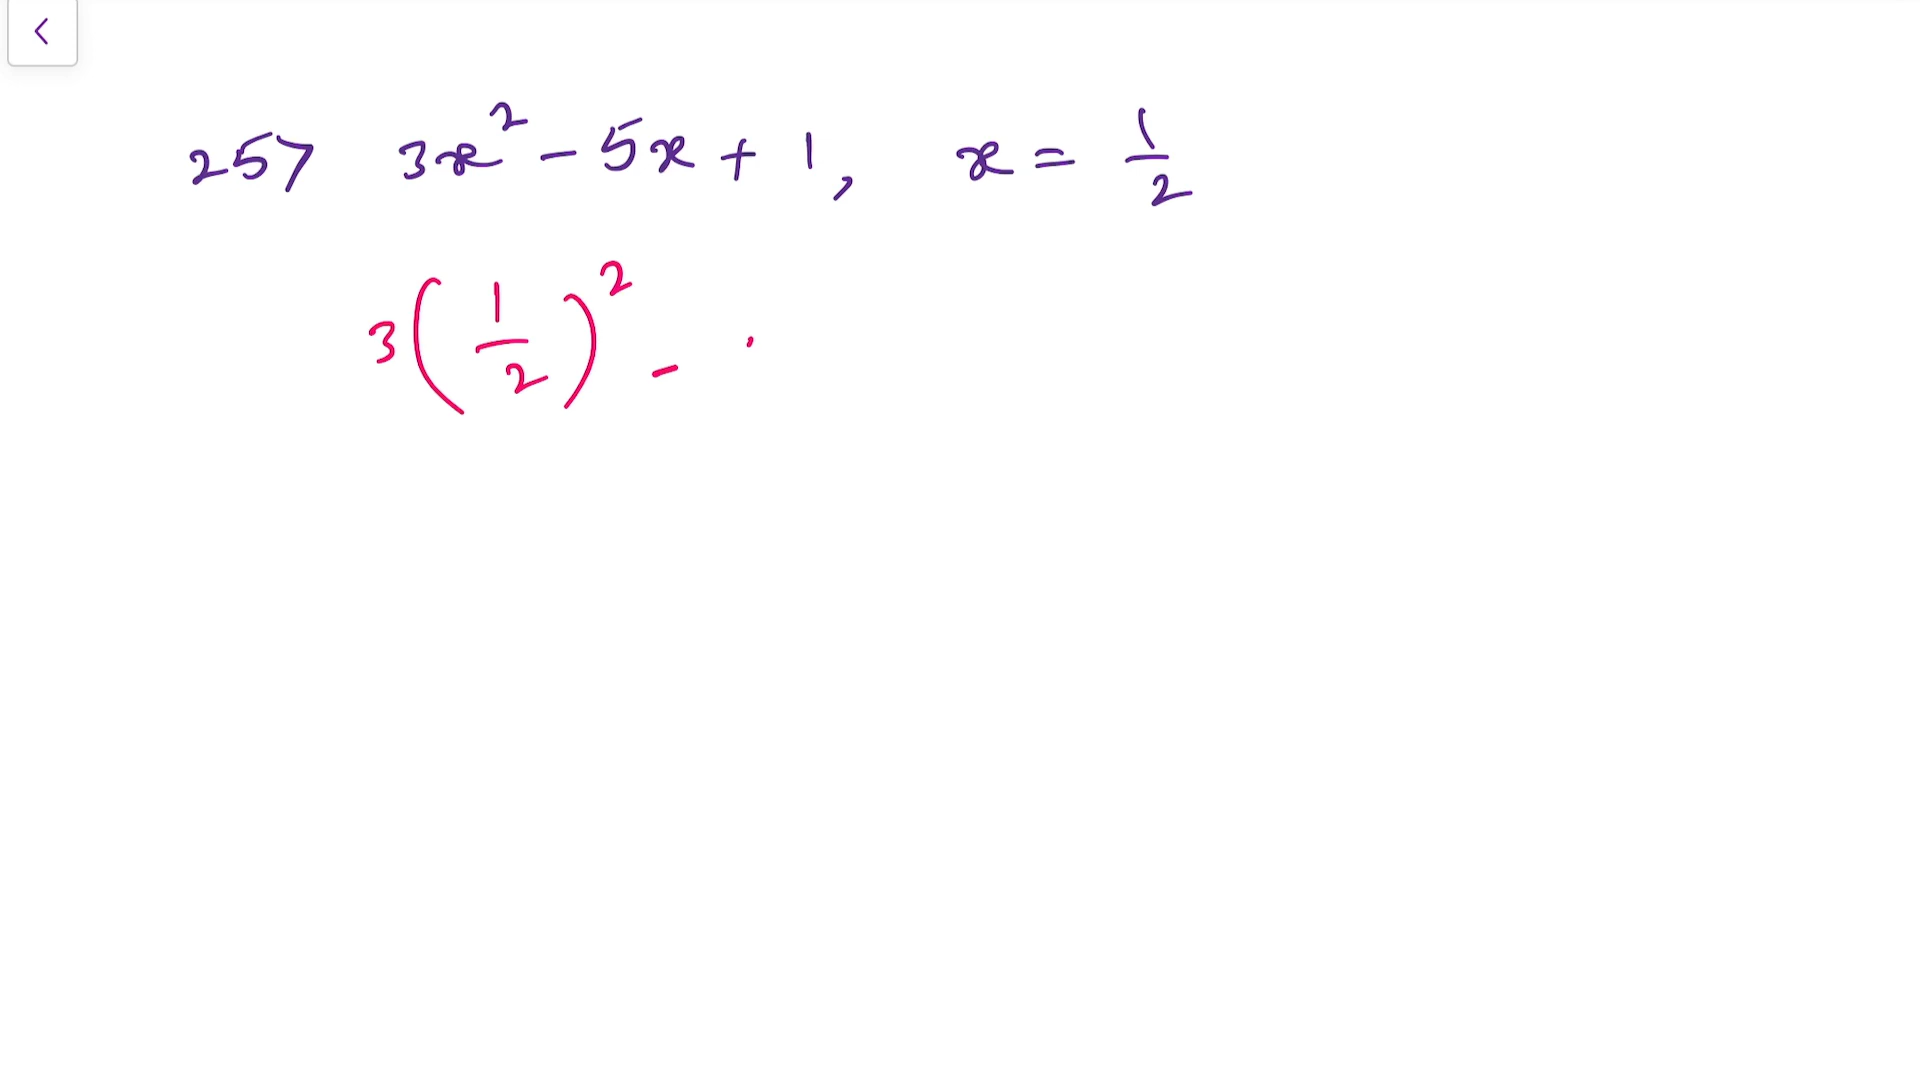 257 3x² - 5x + 1, x = 1/2
3(1/2)² -